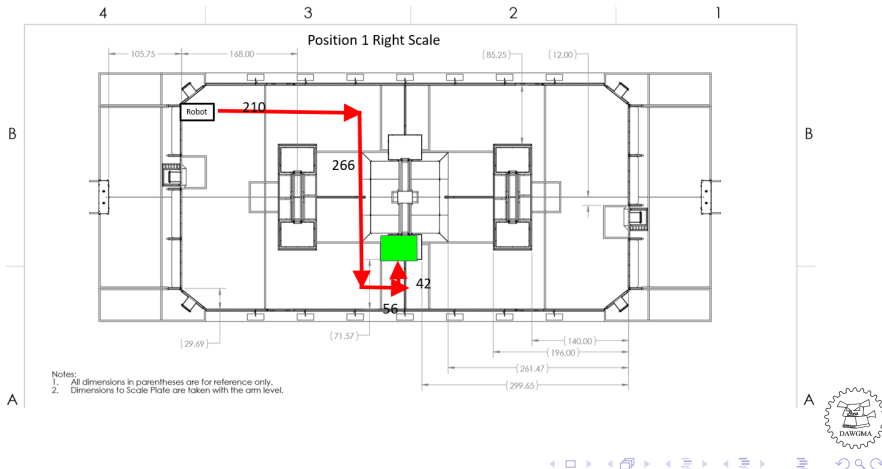 4 3 2 1
Position 1 Right Scale
105.75 168.00 (85.25) (12.00)
Robot 210
B B
266
42
56
(29.69) (71.57) (140.00)
(196.00)
(261.47)
(299.65)
Notes:
1. All dimensions in parentheses are for reference only.
2. Dimensions to Scale Plate are taken with the arm level.
A A
DAWGMA